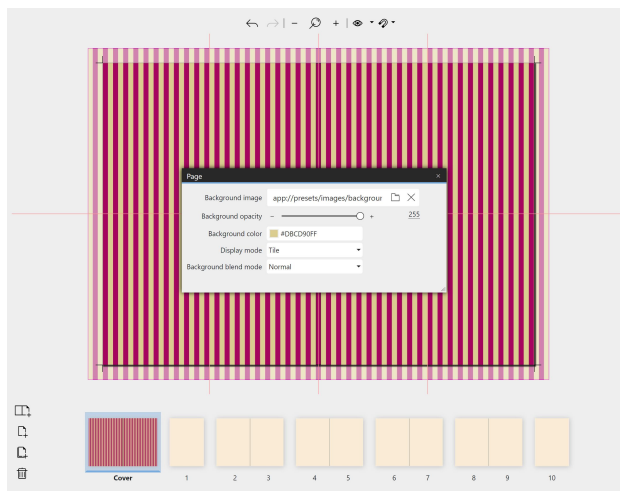 Page
Background image app://presets/images/backgrour
Background opacity 255
Background color #DBCD90FF
Display mode Tile
Background blend mode Normal
Cover 1 2 3 4 5 6 7 8 9 10